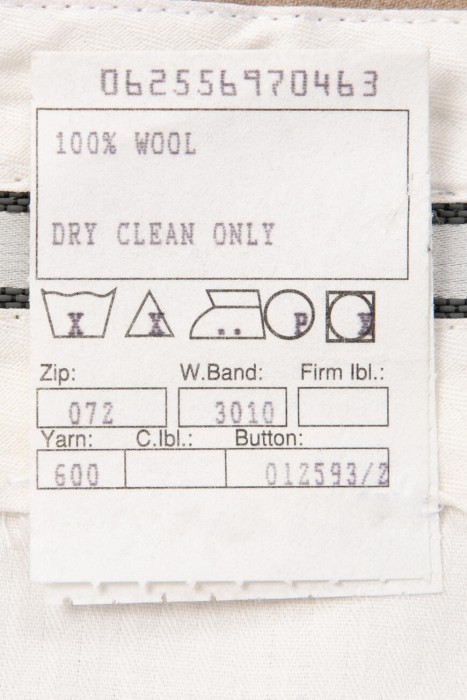 062556970463
100% WOOL
DRY CLEAN ONLY
X X P X
Zip: W.Band: Firm lbl.:
072 3010
Yarn: C.lbl.: Button:
600 012593/2